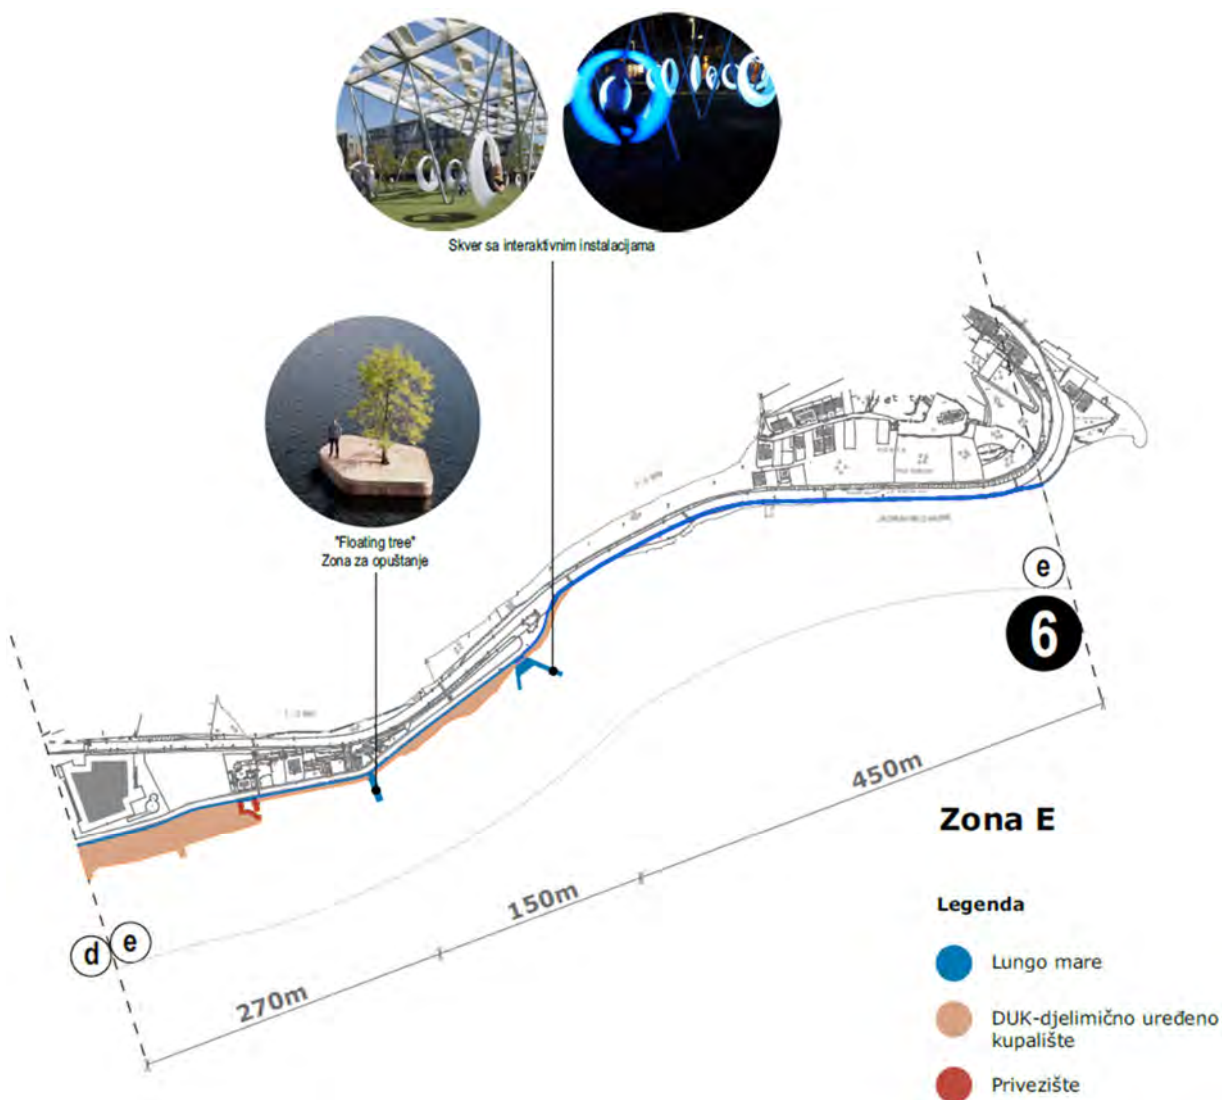 Skver sa interaktivnim instalacijama
"Floating tree"
Zona za opuštanje
e
6
450m
Zona E
150m
Legenda
d
e
Lungo mare
270m
DUK-djelimično uređeno
kupalište
Privezište